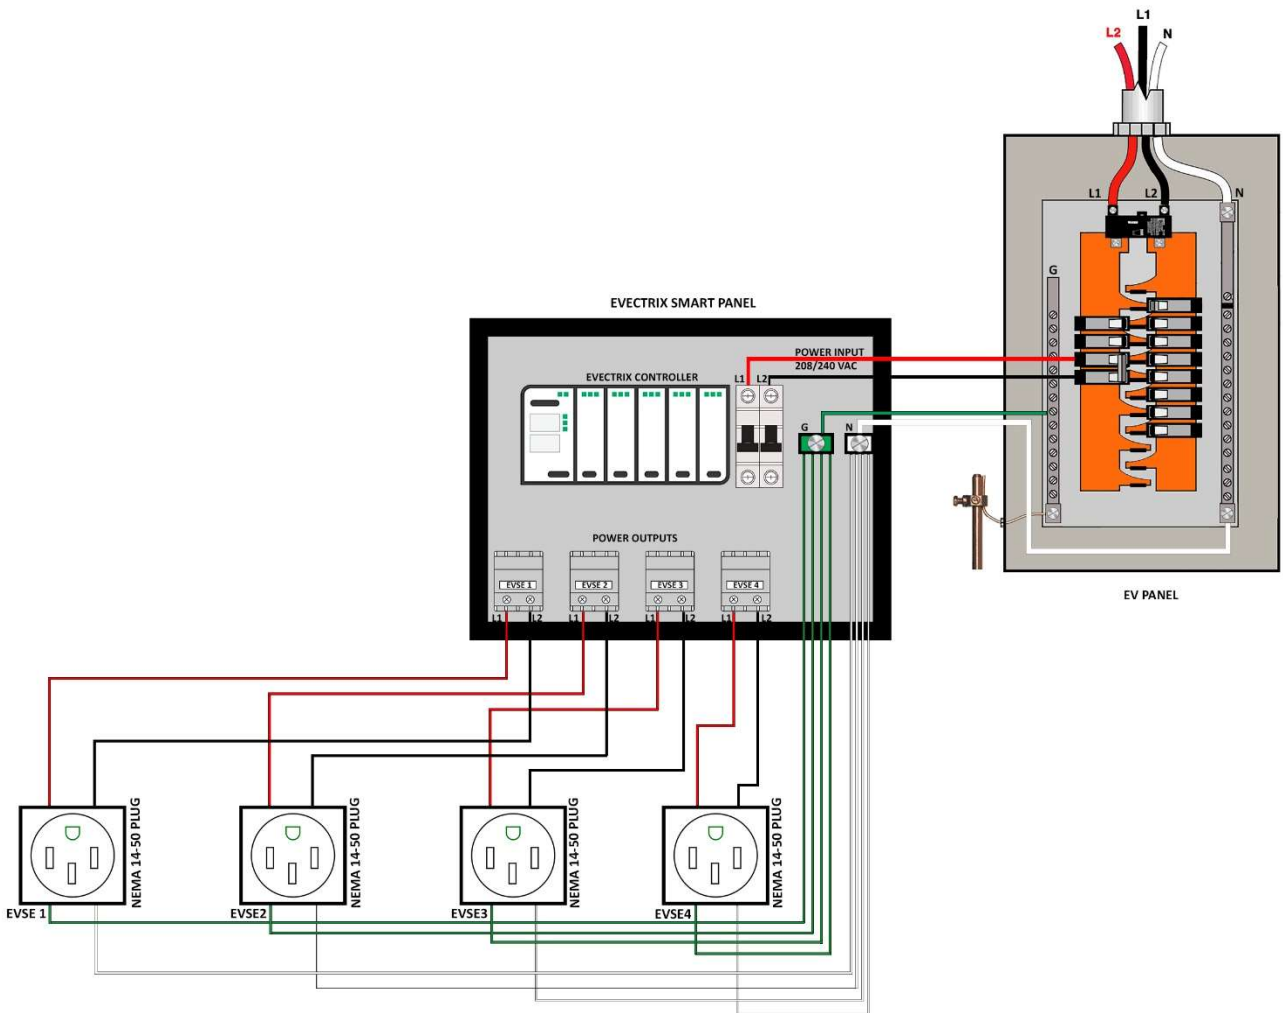 L1
L2
N
L1
L2
N
G
EVECTRIX SMART PANEL
POWER INPUT
208/240 VAC
EVECTRIX CONTROLLER
L1
L2
G
N
POWER OUTPUTS
EVSE 1
EVSE 2
EVSE 3
EVSE 4
L1
L2
L1
L2
L1
L2
L1
L2
EV PANEL
NEMA 14-50 PLUG
NEMA 14-50 PLUG
NEMA 14-50 PLUG
NEMA 14-50 PLUG
EVSE 1
EVSE2
EVSE3
EVSE4